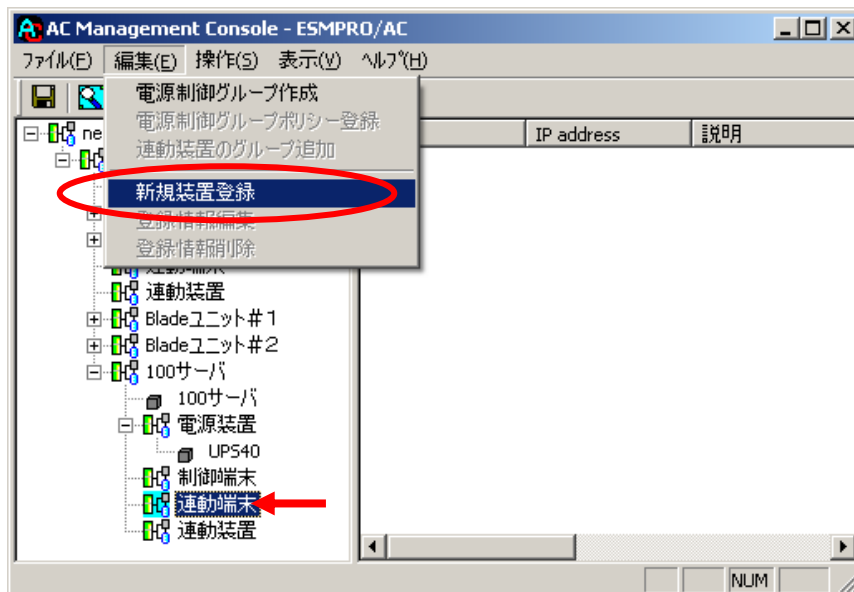 AC Management Console - ESMPRO/AC
ファイル(F) 編集(E) 操作(S) 表示(V) ヘルプ(H)
電源制御グループ作成
電源制御グループポリシー登録
連動装置のグループ追加
新規装置登録
登録情報編集
登録情報削除
ne
IP address
説明
連動装置
Bladeユニット#1
Bladeユニット#2
100サーバ
100サーバ
電源装置
UPS40
制御端末
連動端末
連動装置
NUM